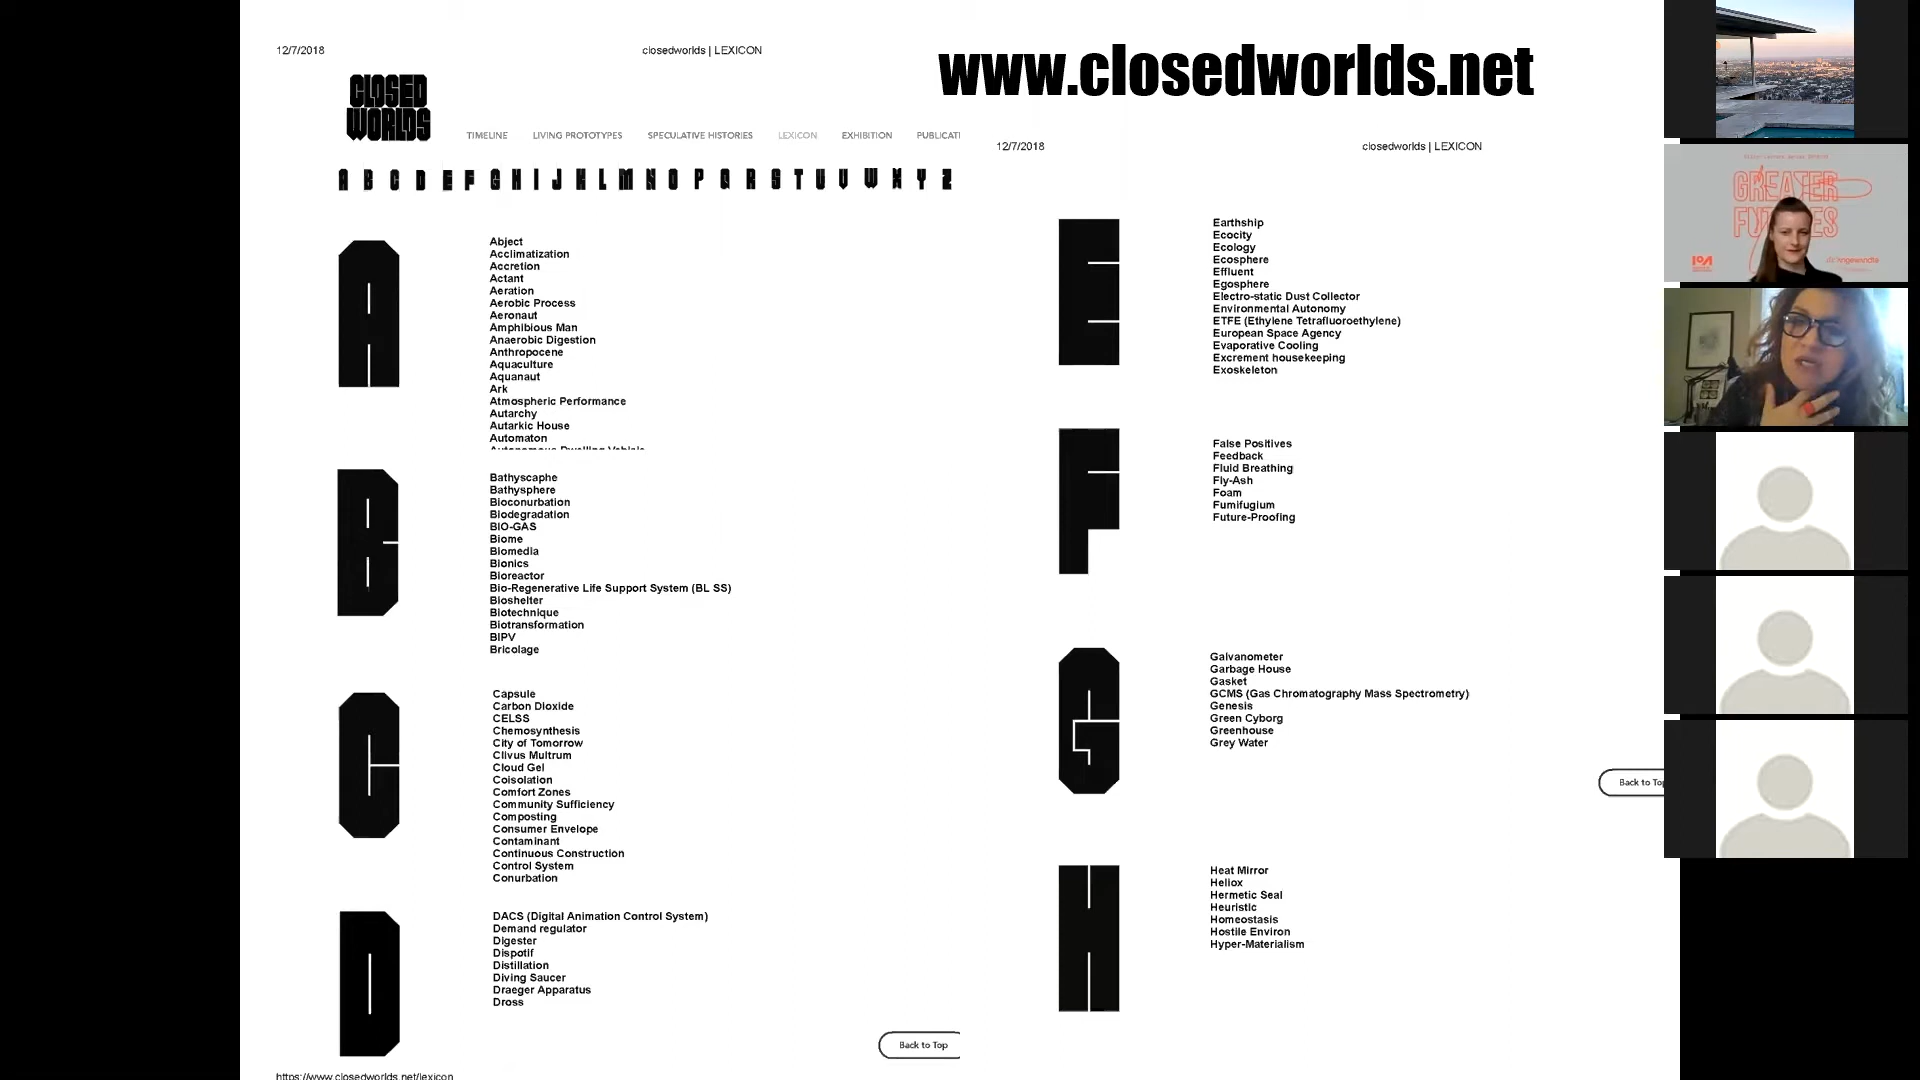 12/7/2018
closedworlds | LEXICON
CLOSED
WORLDS
TIMELINE LIVING PROTOTYPES SPECULATIVE HISTORIES LEXICON EXHIBITION PUBLICATI
A B C D E F G H I J K L M N O P Q R S T U V W X Y Z
A
Abject
Acclimatization
Accretion
Actant
Aeration
Aerobic Process
Aeronaut
Amphibious Man
Anaerobic Digestion
Anthropocene
Aquaculture
Aquanaut
Ark
Atmospheric Performance
Autarchy
Autarkic House
Automaton
Autonomous Dwelling Vehicle
B
Bathyscaphe
Bathysphere
Bioconurbation
Biodegradation
BIO-GAS
Biome
Biomedia
Bionics
Bioreactor
Bio-Regenerative Life Support System (BL SS)
Bioshelter
Biotechnique
Biotransformation
BIPV
Bricolage
C
Capsule
Carbon Dioxide
CELSS
Chemosynthesis
City of Tomorrow
Clivus Multrum
Cloud Gel
Coisolation
Comfort Zones
Community Sufficiency
Composting
Consumer Envelope
Contaminant
Continuous Construction
Control System
Conurbation
D
DACS (Digital Animation Control System)
Demand regulator
Digester
Dispotif
Distillation
Diving Saucer
Draeger Apparatus
Dross
Back to Top
https://www.closedworlds.net/lexicon
www.closedworlds.net
12/7/2018
closedworlds | LEXICON
E
Earthship
Ecocity
Ecology
Ecosphere
Effluent
Egosphere
Electro-static Dust Collector
Environmental Autonomy
ETFE (Ethylene Tetrafluoroethylene)
European Space Agency
Evaporative Cooling
Excrement housekeeping
Exoskeleton
F
False Positives
Feedback
Fluid Breathing
Fly-Ash
Foam
Fumifugium
Future-Proofing
G
Galvanometer
Garbage House
Gasket
GCMS (Gas Chromatography Mass Spectrometry)
Genesis
Green Cyborg
Greenhouse
Grey Water
Back to Top
H
Heat Mirror
Heliox
Hermetic Seal
Heuristic
Homeostasis
Hostile Environ
Hyper-Materialism
GREATER
IoA